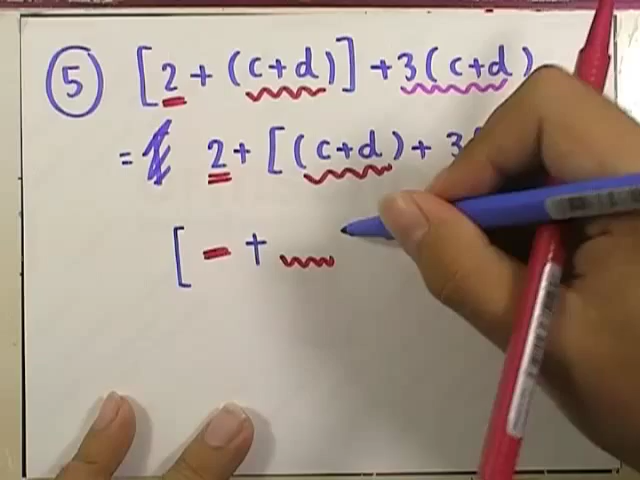 5 [2 + (c+d)] + 3(c+d)
= 2 + [(c+d) + 3
[ +